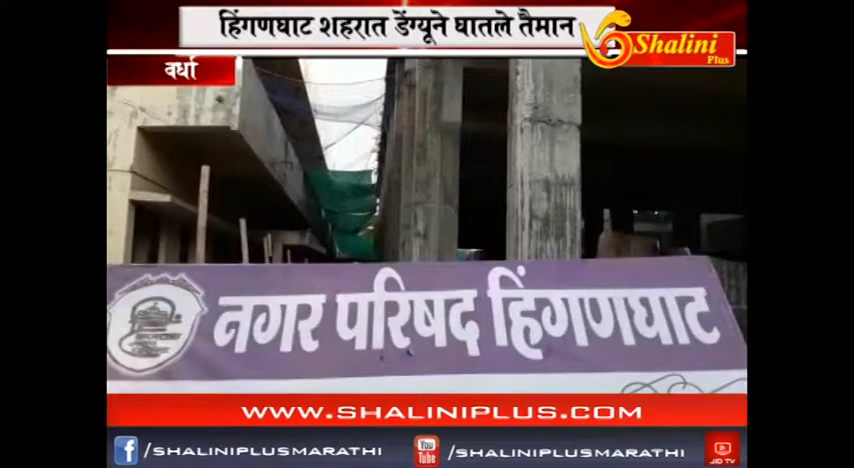 हिंगणघाट शहरात डेंग्यूने घातले तैमान
Shalini
Plus
वर्धा
नगर परिषद हिंगणघाट
WWW.SHALINIPLUS.COM
/SHALINIPLUSMARATHI
You Tube /SHALINIPLUSMARATHI
JIO TV